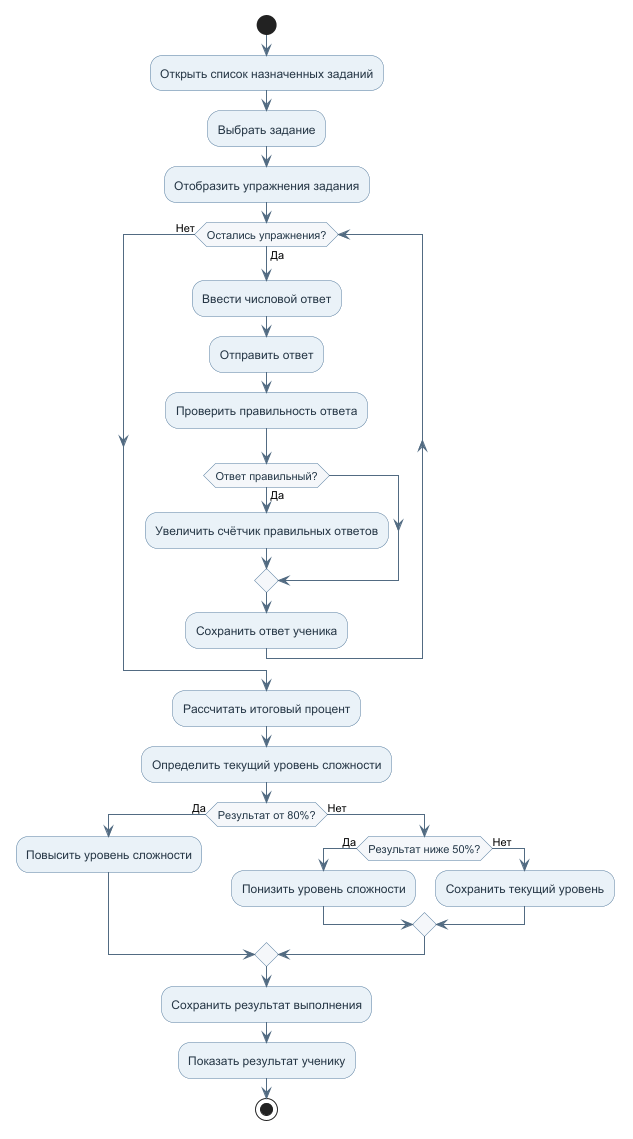 Открыть список назначенных заданий
Выбрать задание
Отобразить упражнения задания
Нет
Остались упражнения?
Да
Ввести числовой ответ
Отправить ответ
Проверить правильность ответа
Ответ правильный?
Да
Увеличить счётчик правильных ответов
Сохранить ответ ученика
Рассчитать итоговый процент
Определить текущий уровень сложности
Да
Результат от 80%?
Нет
Повысить уровень сложности
Да
Результат ниже 50%?
Нет
Понизить уровень сложности
Сохранить текущий уровень
Сохранить результат выполнения
Показать результат ученику